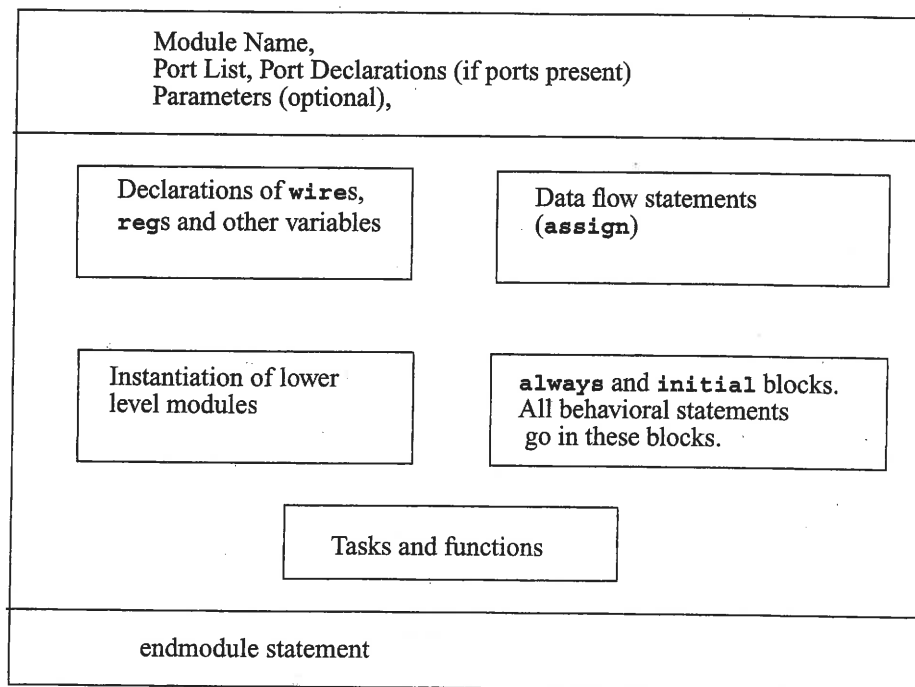 Module Name,
Port List, Port Declarations (if ports present)
Parameters (optional),
Declarations of wires,
regs and other variables
Data flow statements
(assign)
Instantiation of lower
level modules
always and initial blocks.
All behavioral statements
go in these blocks.
Tasks and functions
endmodule statement